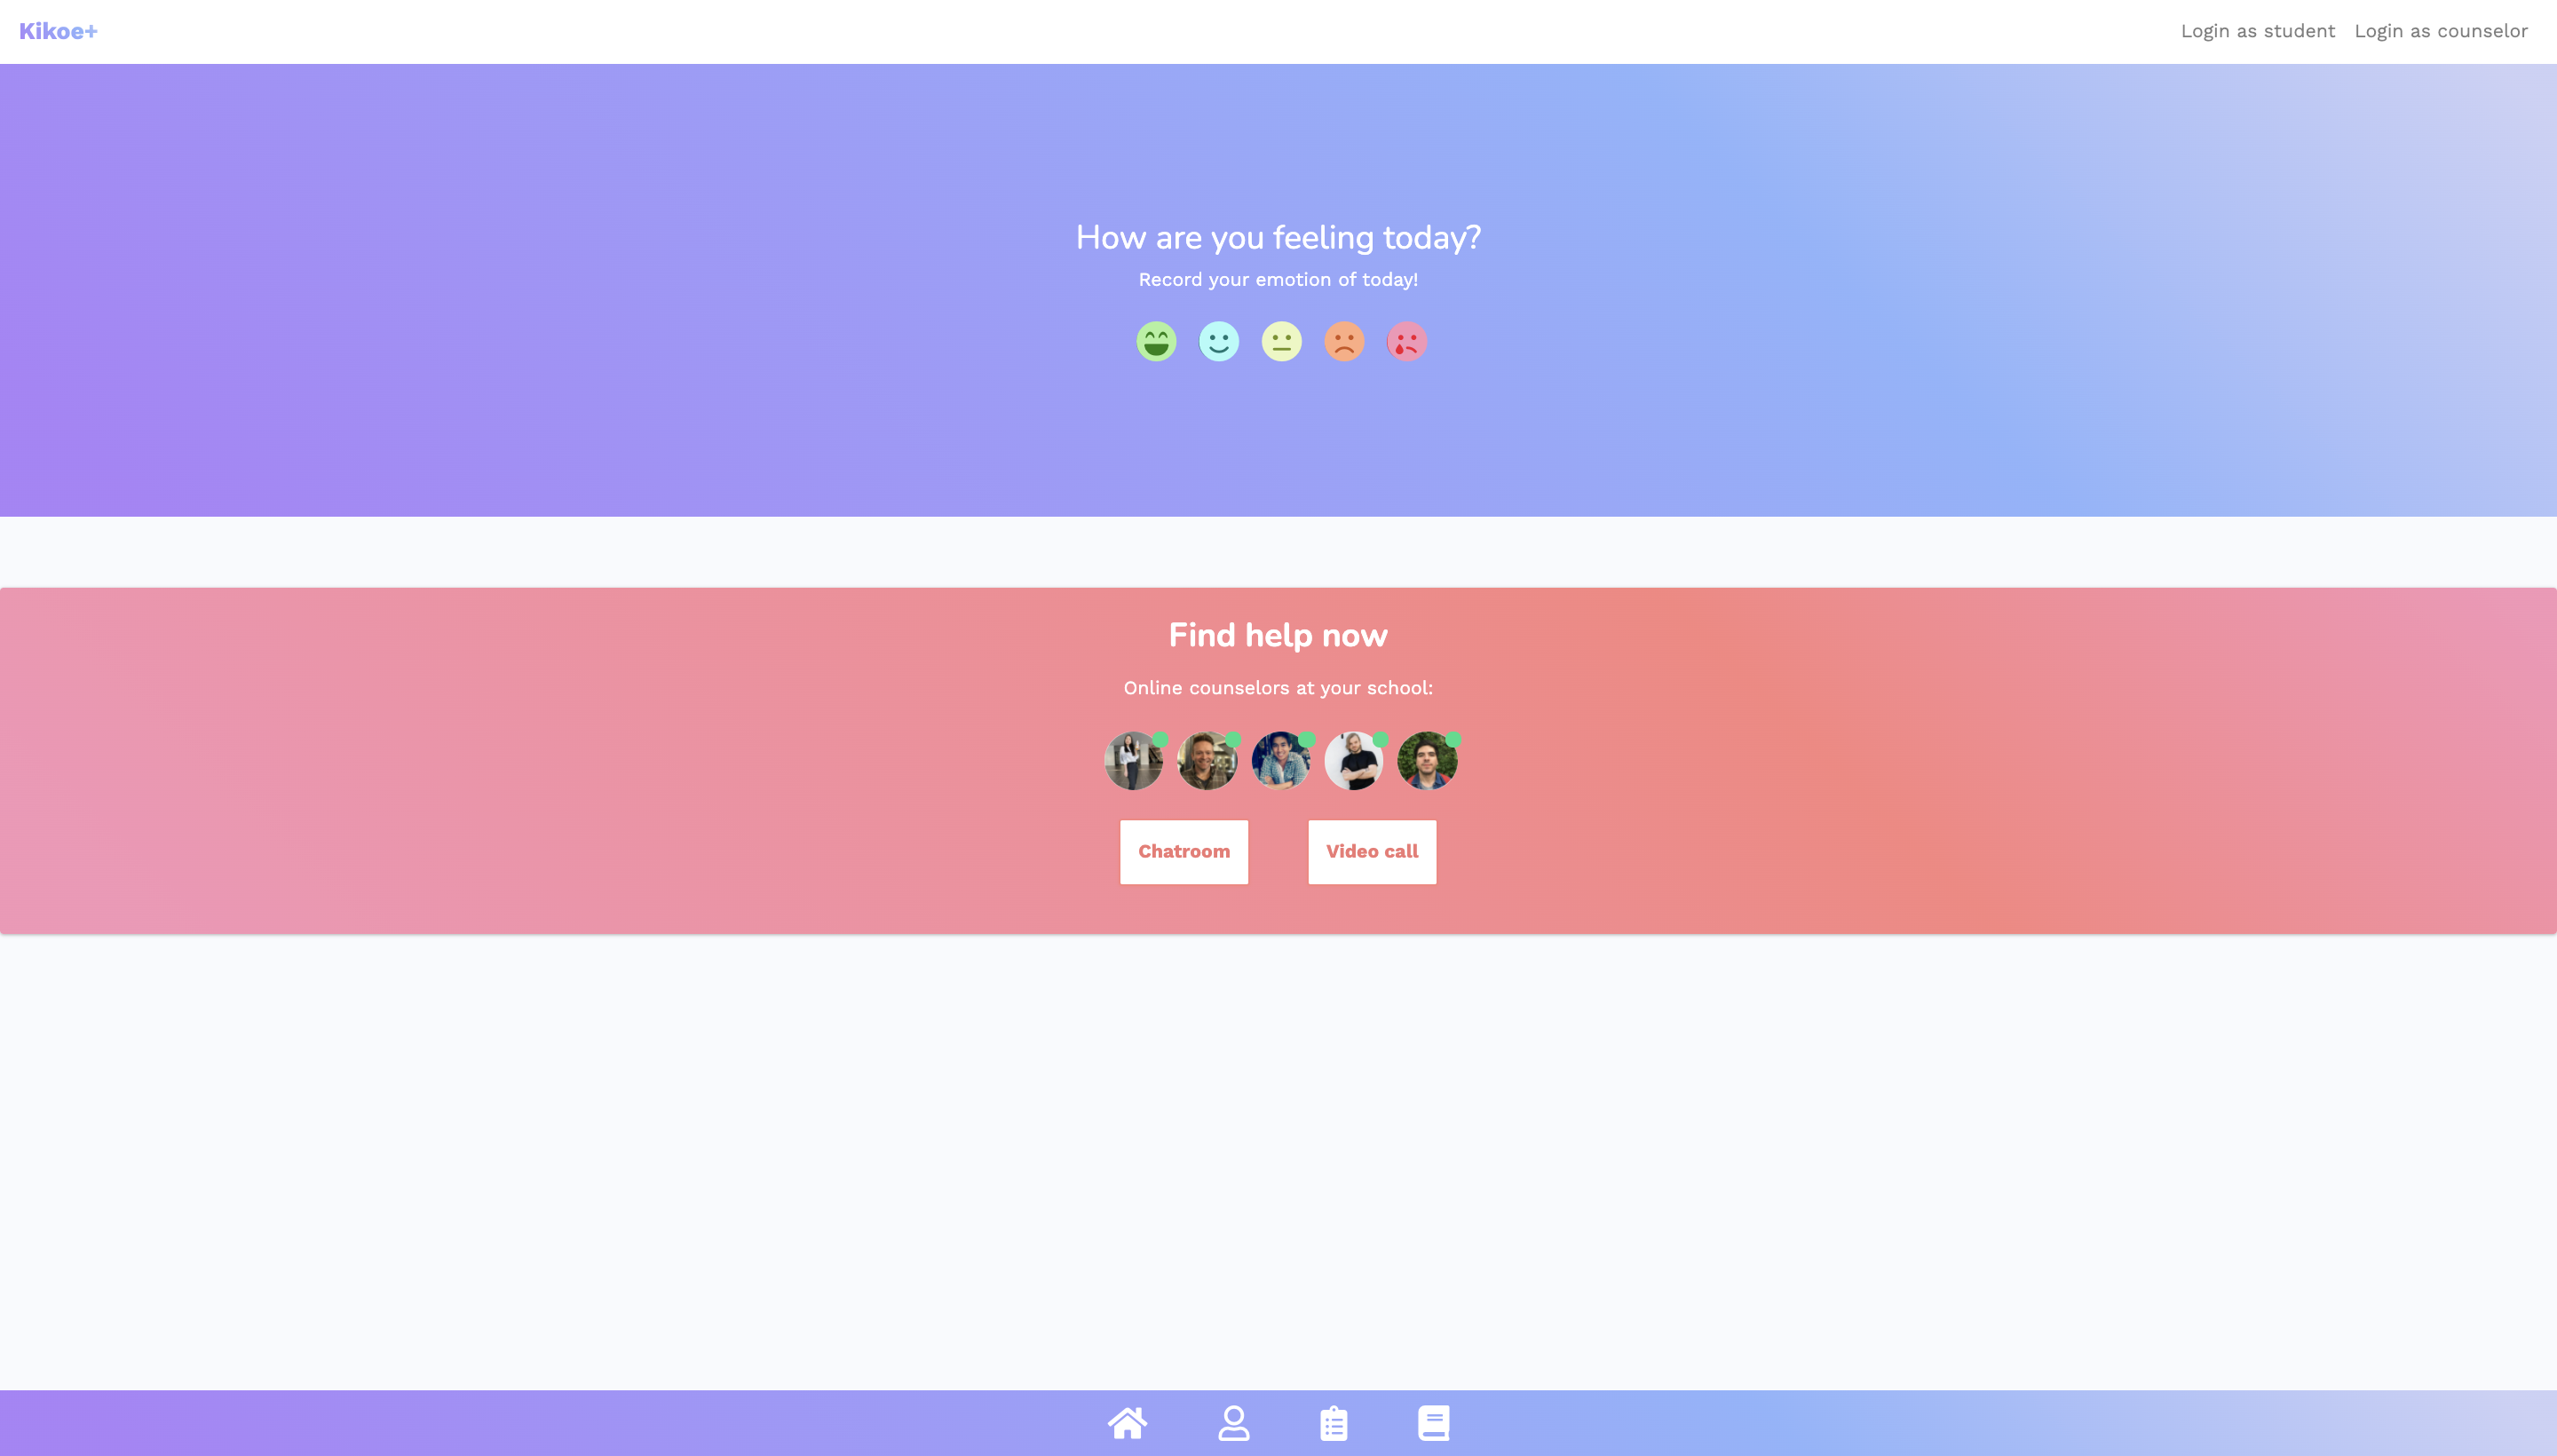 Kikoe+
Login as student
Login as counselor
How are you feeling today?
Record your emotion of today!
Find help now
Online counselors at your school:
Chatroom
Video call